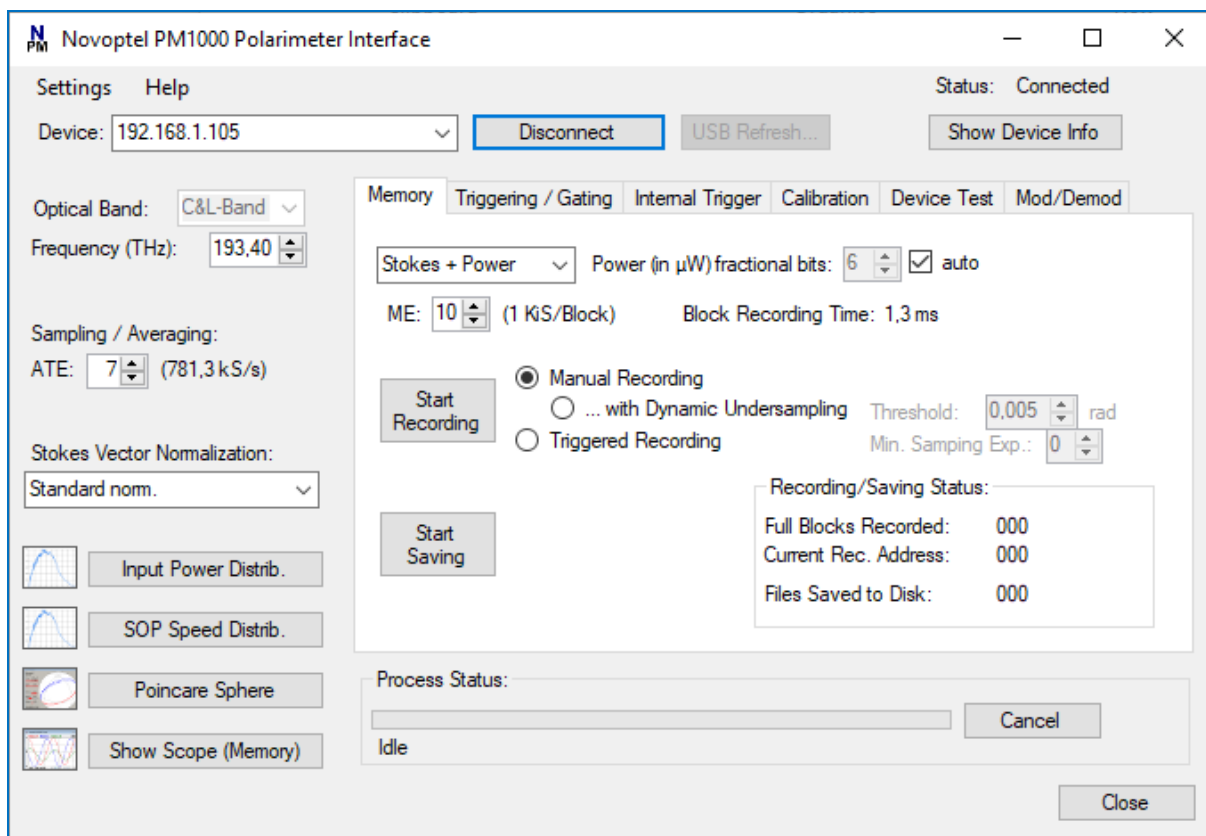 N
PM
Novoptel PM1000 Polarimeter Interface
Settings Help
Status: Connected
Device: 192.168.1.105 Disconnect USB Refresh... Show Device Info
Optical Band: C&L-Band
Frequency (THz): 193,40
Sampling / Averaging:
ATE: 7 (781,3 kS/s)
Stokes Vector Normalization:
Standard norm.
Input Power Distrib.
SOP Speed Distrib.
Poincare Sphere
Show Scope (Memory)
Memory Triggering / Gating Internal Trigger Calibration Device Test Mod/Demod
Stokes + Power Power (in µW) fractional bits: 6 auto
ME: 10 (1 KiS/Block) Block Recording Time: 1,3 ms
Start
Recording
Manual Recording
... with Dynamic Undersampling Threshold: 0,005 rad
Triggered Recording Min. Samping Exp.: 0
Start
Saving
Recording/Saving Status:
Full Blocks Recorded: 000
Current Rec. Address: 000
Files Saved to Disk: 000
Process Status:
Cancel
Idle
Close